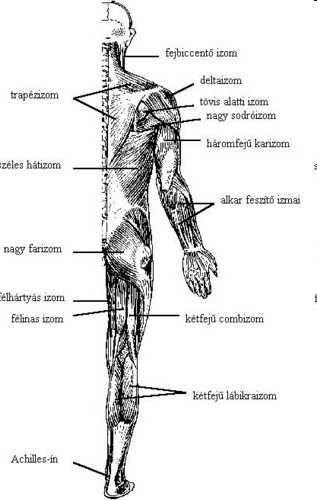 fejbiccentő izom
deltaizom
trapézizom
tövis alatti izom
nagy sodróizom
háromfejű karizom
széles hátizom
alkar feszítő izmai
nagy farizom
félhártyás izom
félinas izom
kétfejű combizom
kétfejű lábikraizom
Achilles-ín